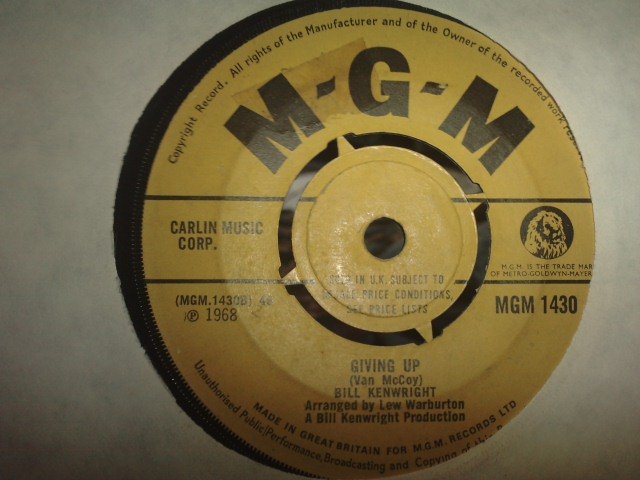 Copyright Record. All rights of the Manufacturer and of the Owner of the recorded work
M-G-M
CARLIN MUSIC
CORP.
M.G.M. IS THE TRADE MAR
OF METRO-GOLDWYN-MAYER
(MGM.1430B)
℗ 1968
SOLD IN U.K. SUBJECT TO
PRICE CONDITIONS,
SEE PRICE LISTS
MGM 1430
GIVING UP
(Van McCoy)
BILL KENWRIGHT
Arranged by Lew Warburton
A Bill Kenwright Production
MADE IN GREAT BRITAIN FOR M.G.M. RECORDS LTD
Unauthorised Public Performance, Broadcasting and Copying of